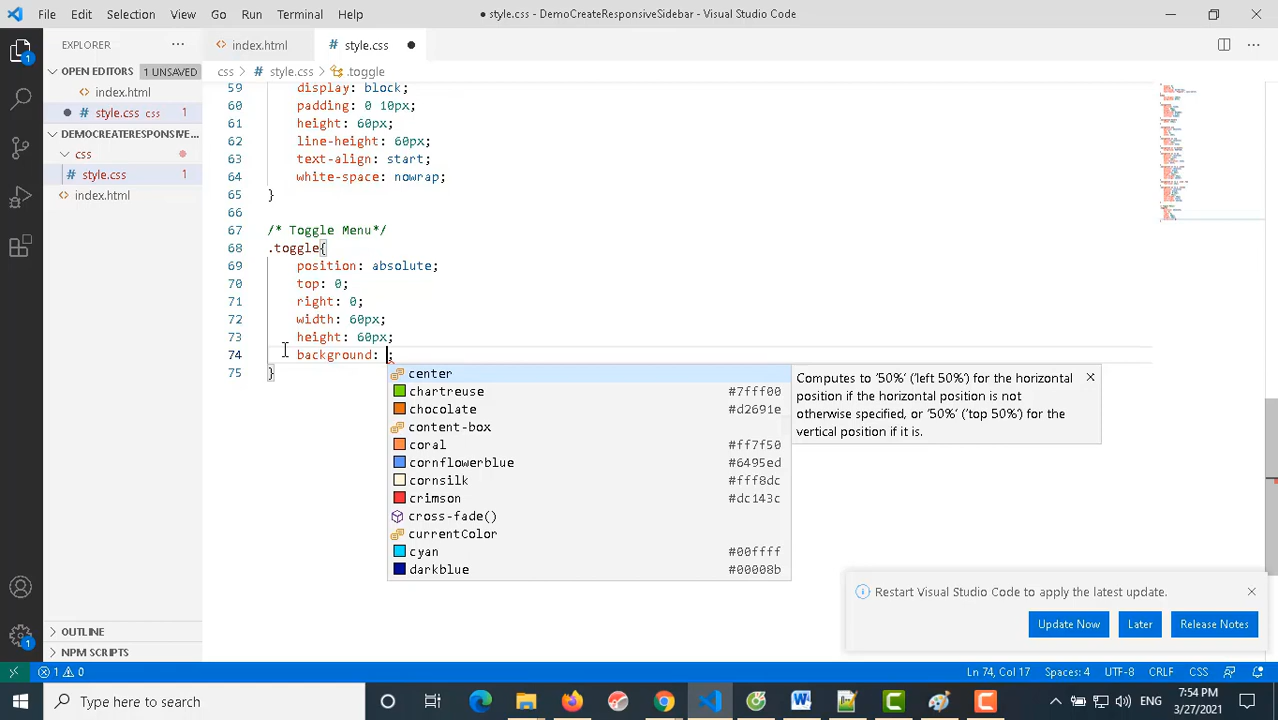 File Edit Selection View Go Run Terminal Help
● style.css - DemoCreateResponsiveSidebar - Visual Studio Code
EXPLORER ···
index.html
# style.css ●
OPEN EDITORS 1 UNSAVED
index.html
# style.css css 1
DEMOCREATERESPONSIVE...
css
# style.css 1
index.html
OUTLINE
NPM SCRIPTS
css > # style.css > .toggle
59 display: block;
60 padding: 0 10px;
61 height: 60px;
62 line-height: 60px;
63 text-align: start;
64 white-space: nowrap;
65 }
66
67 /* Toggle Menu*/
68 .toggle{
69 position: absolute;
70 top: 0;
71 right: 0;
72 width: 60px;
73 height: 60px;
74 background: ;
75 }
center
chartreuse #7fff00
chocolate #d2691e
content-box
coral #ff7f50
cornflowerblue #6495ed
cornsilk #fff8dc
crimson #dc143c
cross-fade()
currentColor
cyan #00ffff
darkblue #00008b
Computes to '50%' ('left 50%') for the horizontal
position if the horizontal position is not
otherwise specified, or '50%' ('top 50%') for the
vertical position if it is.
Restart Visual Studio Code to apply the latest update.
Update Now Later Release Notes
1 0
Ln 74, Col 17 Spaces: 4 UTF-8 CRLF CSS
Type here to search
ENG
7:54 PM
3/27/2021